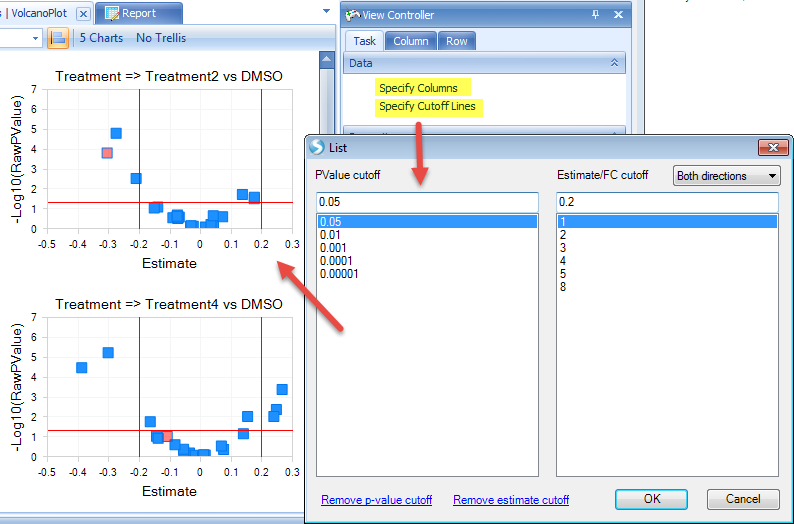 s | VolcanoPlot
Report
5 Charts
No Trellis
Treatment => Treatment2 vs DMSO
-Log10(RawPValue)
7
6
5
4
3
2
1
0
-0.5 -0.4 -0.3 -0.2 -0.1 0 0.1 0.2 0.3
Estimate
Treatment => Treatment4 vs DMSO
-Log10(RawPValue)
7
6
5
4
3
2
1
0
-0.5 -0.4 -0.3 -0.2 -0.1 0 0.1 0.2 0.3
Estimate
View Controller
Task Column Row
Data
Specify Columns
Specify Cutoff Lines
List
PValue cutoff
0.05
0.05
0.01
0.001
0.0001
0.00001
Estimate/FC cutoff
Both directions
0.2
1
2
3
4
5
8
Remove p-value cutoff
Remove estimate cutoff
OK
Cancel